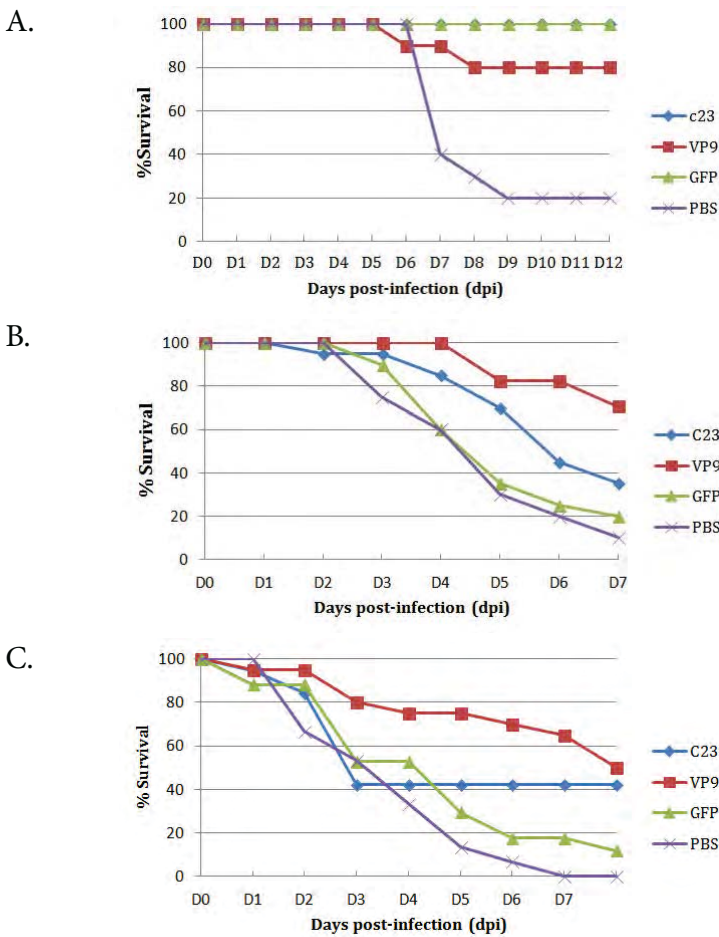 A.
100
80
60
40
20
0
%Survival
D0 D1 D2 D3 D4 D5 D6 D7 D8 D9 D10 D11 D12
Days post-infection (dpi)
c23
VP9
GFP
PBS
B.
100
80
60
40
20
0
% Survival
D0 D1 D2 D3 D4 D5 D6 D7
Days post-infection (dpi)
C23
VP9
GFP
PBS
C.
100
80
60
40
20
0
% Survival
D0 D1 D2 D3 D4 D5 D6 D7
Days post-infection (dpi)
C23
VP9
GFP
PBS